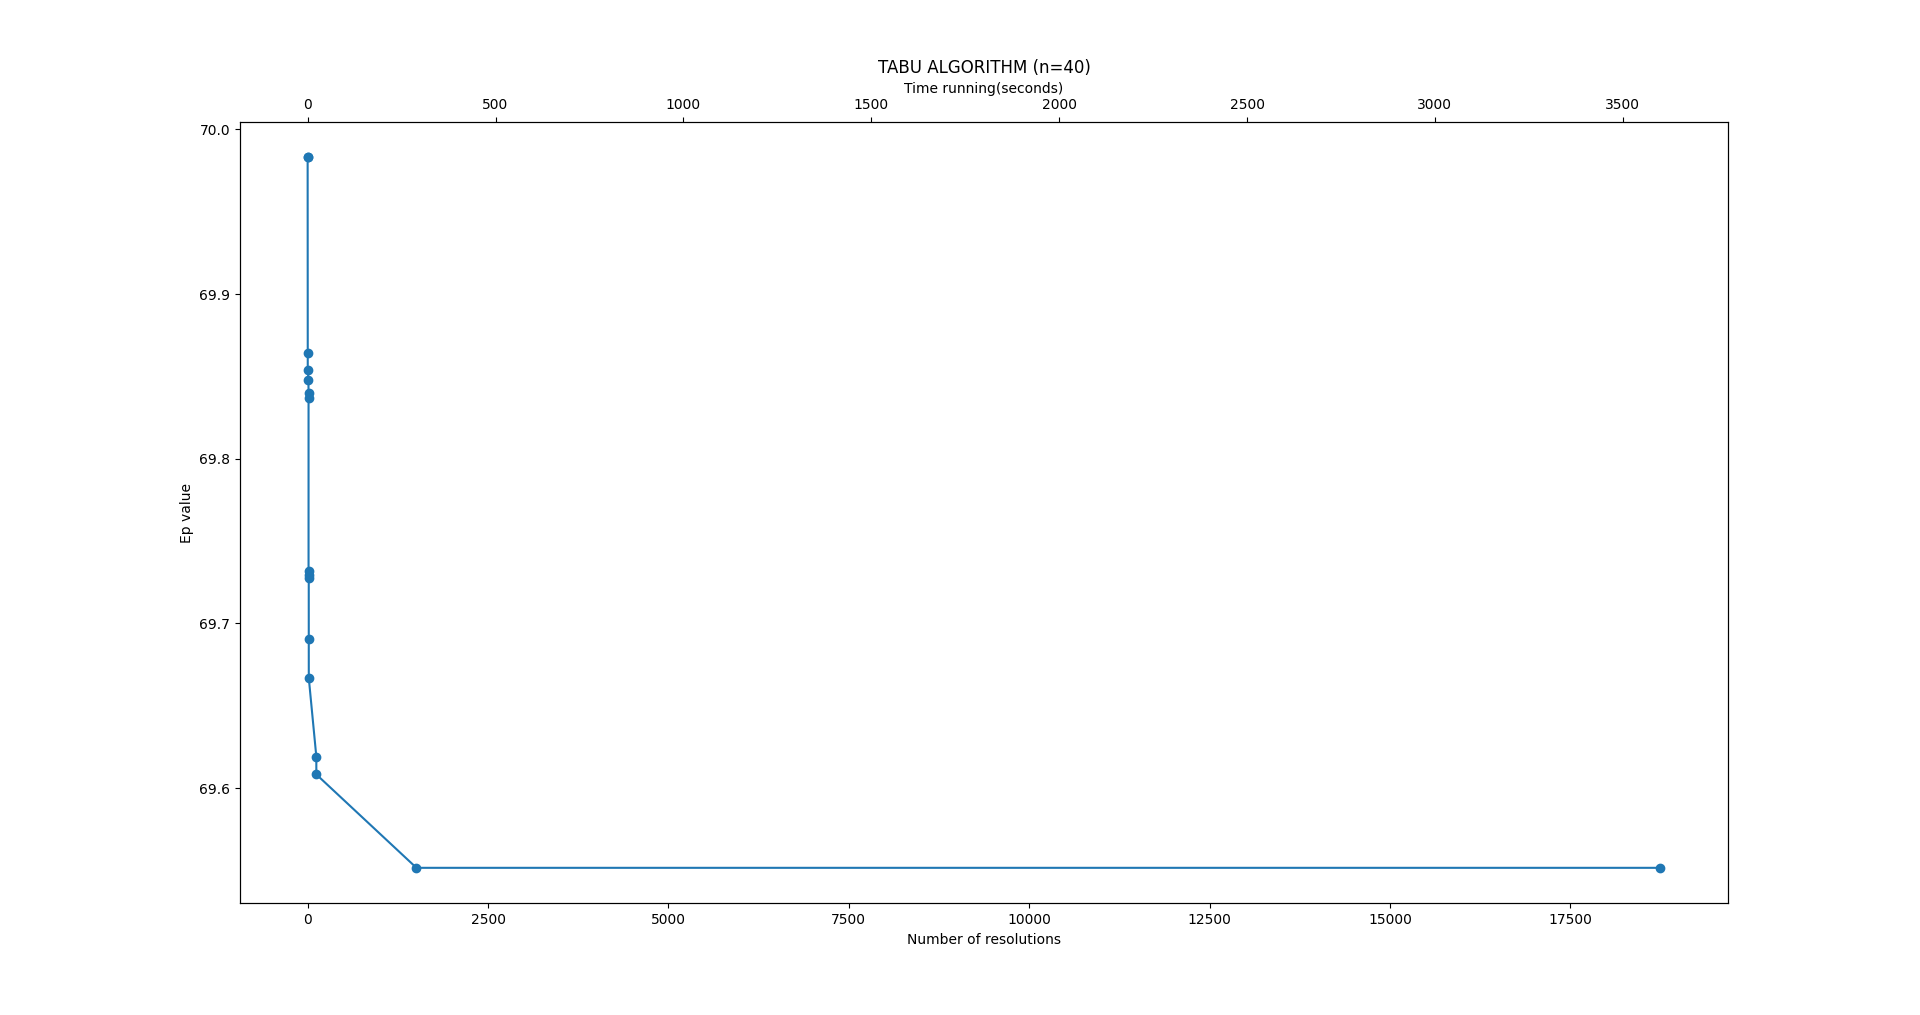 TABU ALGORITHM (n=40)
Time running(seconds)
0 500 1000 1500 2000 2500 3000 3500
70.0
69.9
69.8
69.7
69.6
Ep value
0 2500 5000 7500 10000 12500 15000 17500
Number of resolutions